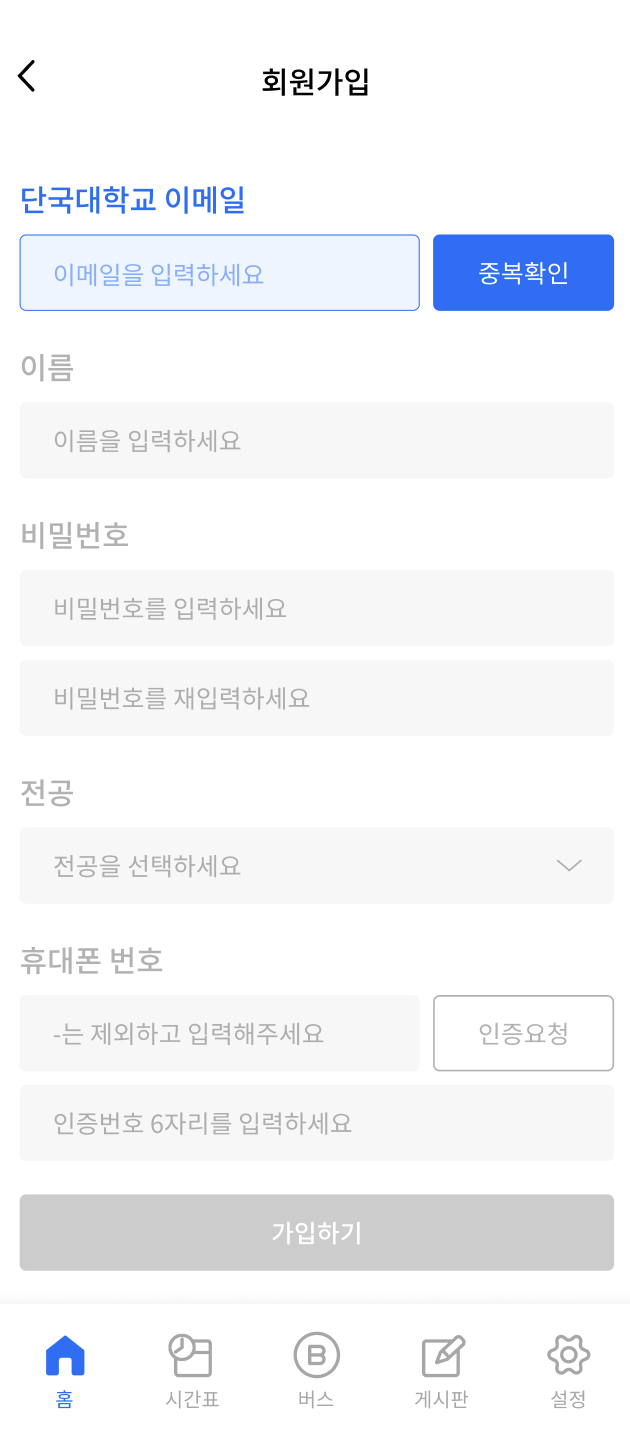 회원가입
단국대학교 이메일
이메일을 입력하세요
중복확인
이름
이름을 입력하세요
비밀번호
비밀번호를 입력하세요
비밀번호를 재입력하세요
전공
전공을 선택하세요
휴대폰 번호
-는 제외하고 입력해주세요
인증요청
인증번호 6자리를 입력하세요
가입하기
B
홈
시간표
버스
게시판
설정